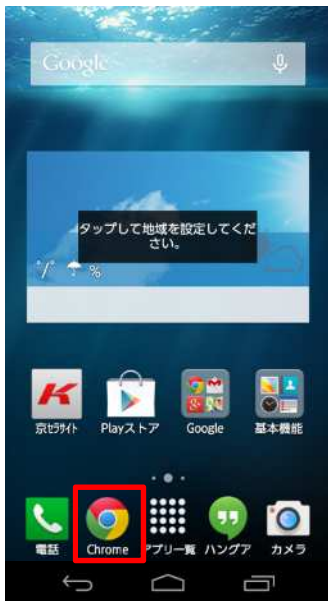 Google
タップして地域を設定してくだ
さい。
°/° %
京セラサイト Playストア Google 基本機能
電話 Chrome アプリ一覧 ハングア カメラ